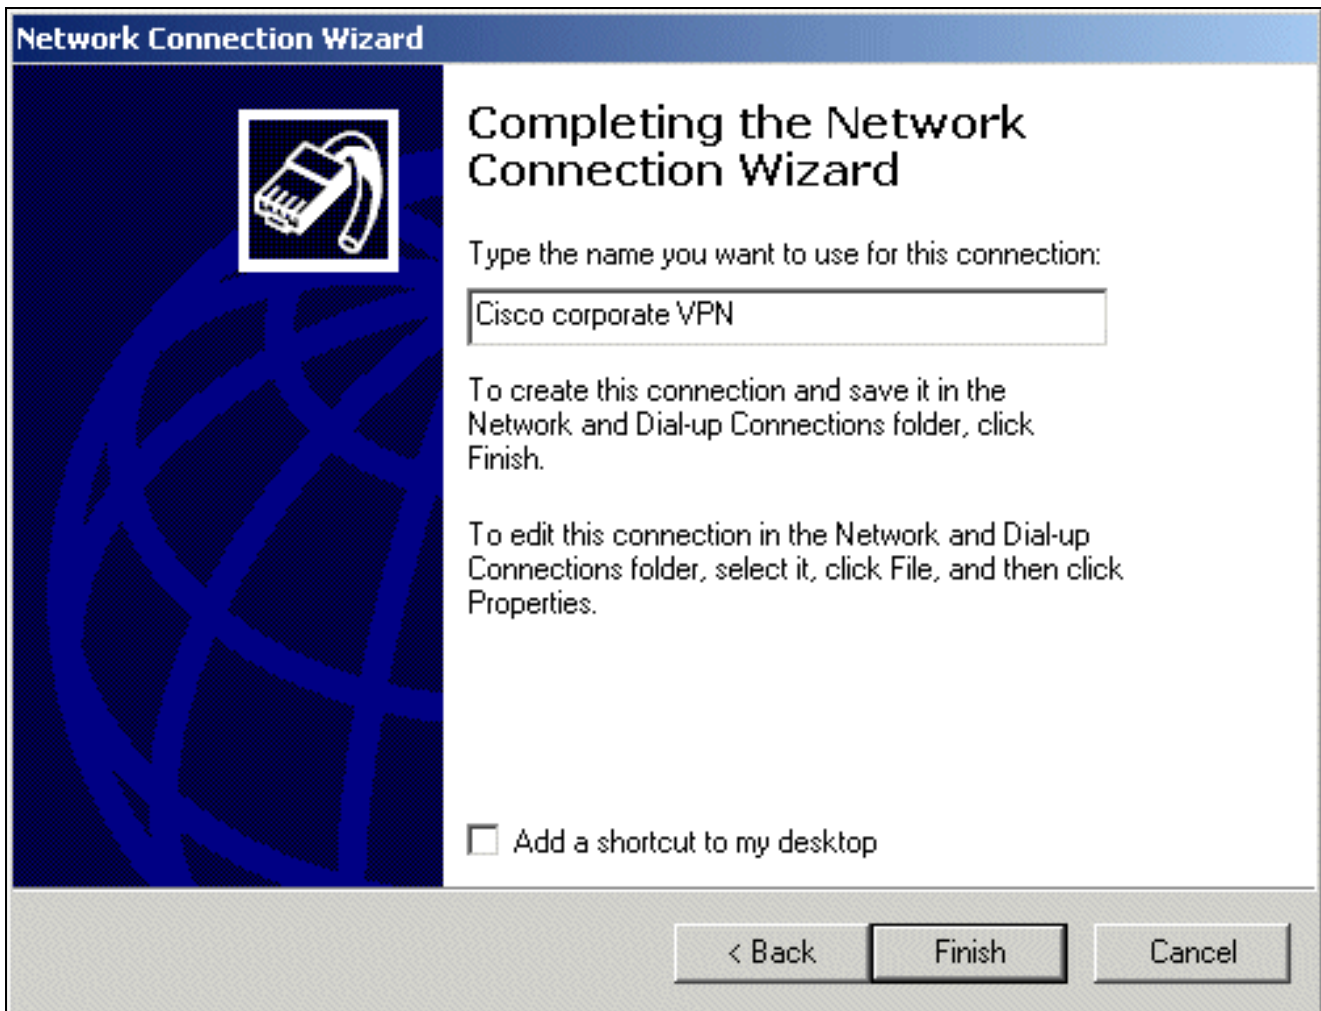 Network Connection Wizard
Completing the Network
Connection Wizard
Type the name you want to use for this connection:
Cisco corporate VPN
To create this connection and save it in the
Network and Dial-up Connections folder, click
Finish.
To edit this connection in the Network and Dial-up
Connections folder, select it, click File, and then click
Properties.
Add a shortcut to my desktop
< Back
Finish
Cancel